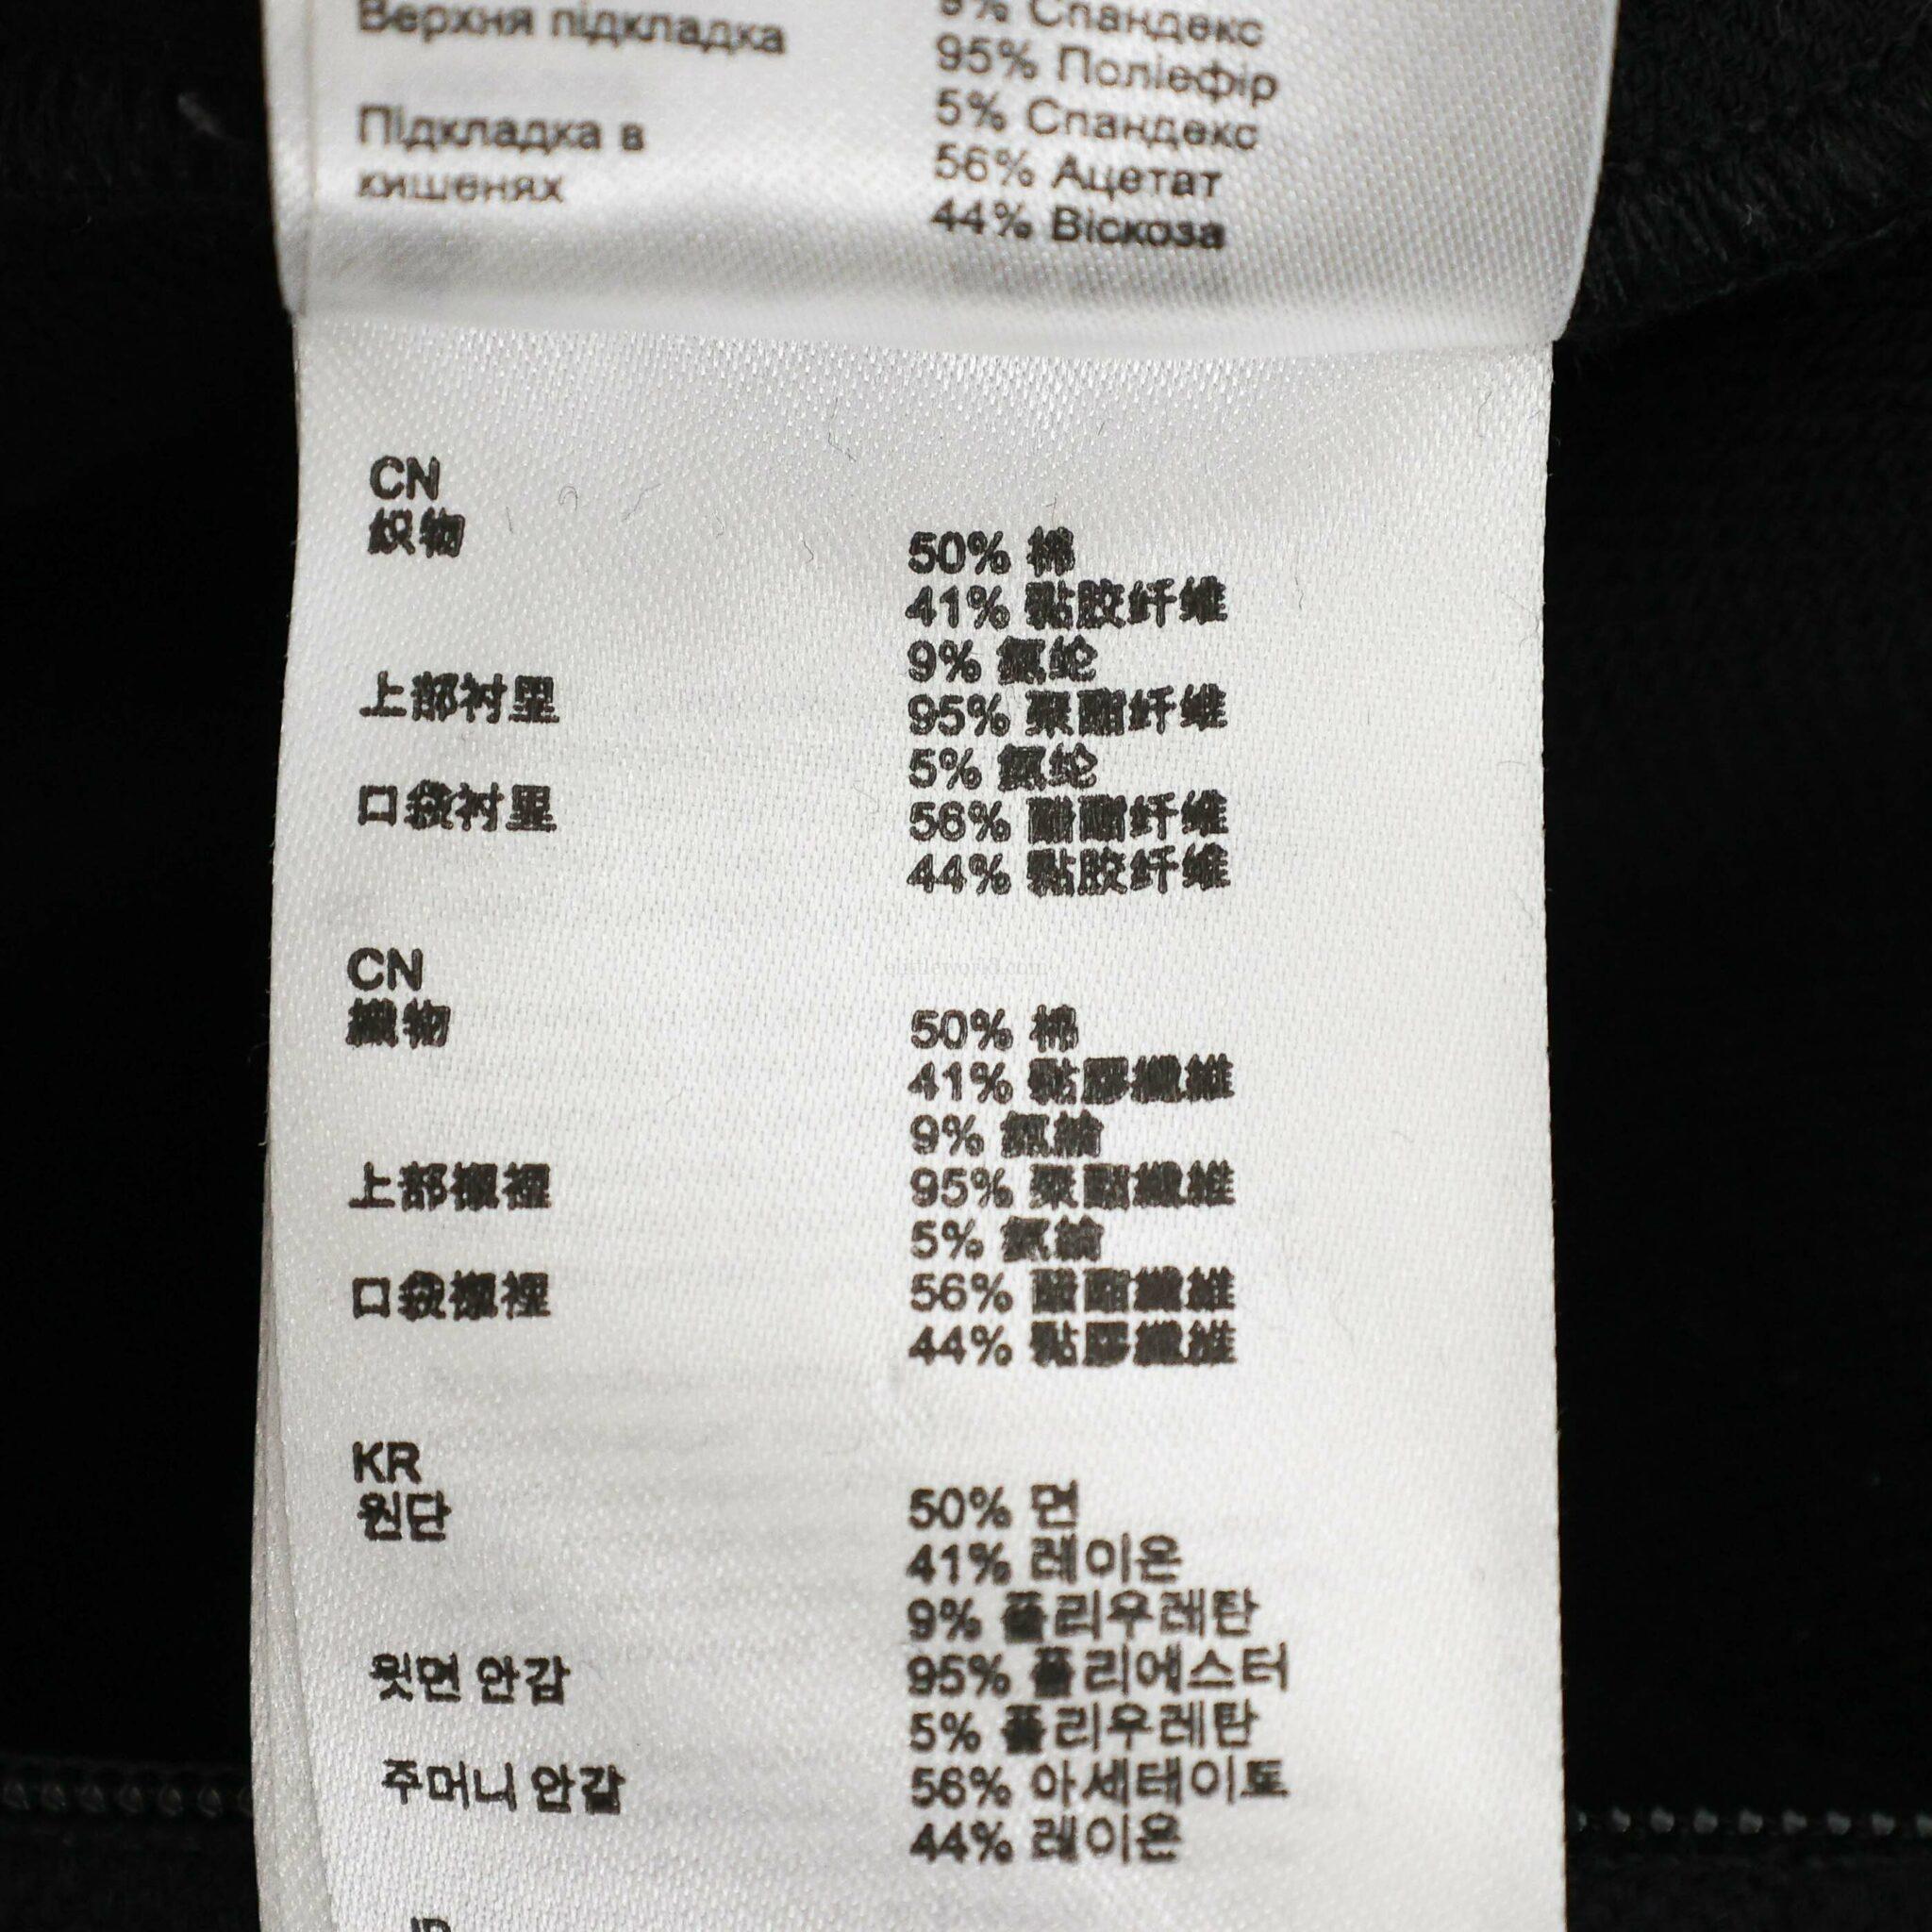 Верхня підкладка
9% Спандекс
95% Поліефір
Підкладка в
5% Спандекс
кишенях
56% Ацетат
44% Віскоза
CN
织物
50% 棉
41% 黏胶纤维
9% 氨纶
上部衬里
95% 聚酯纤维
5% 氨纶
口袋衬里
56% 醋酯纤维
44% 黏胶纤维
CN
織物
50% 棉
41% 黏膠纖維
9% 氨綸
上部襯裡
95% 聚酯纖維
5% 氨綸
口袋襯裡
56% 醋酯纖維
44% 黏膠纖維
KR
원단
50% 면
41% 레이온
9% 폴리우레탄
윗면 안감
95% 폴리에스터
5% 폴리우레탄
주머니 안감
56% 아세테이트
44% 레이온